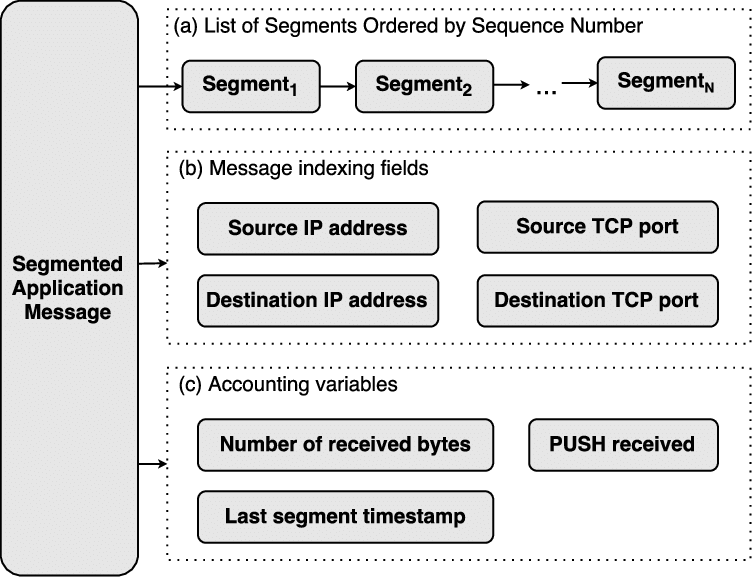 (a) List of Segments Ordered by Sequence Number
Segment1 Segment2 ... SegmentN
(b) Message indexing fields
Source IP address Source TCP port
Segmented
Application
Message
Destination IP address Destination TCP port
(c) Accounting variables
Number of received bytes PUSH received
Last segment timestamp